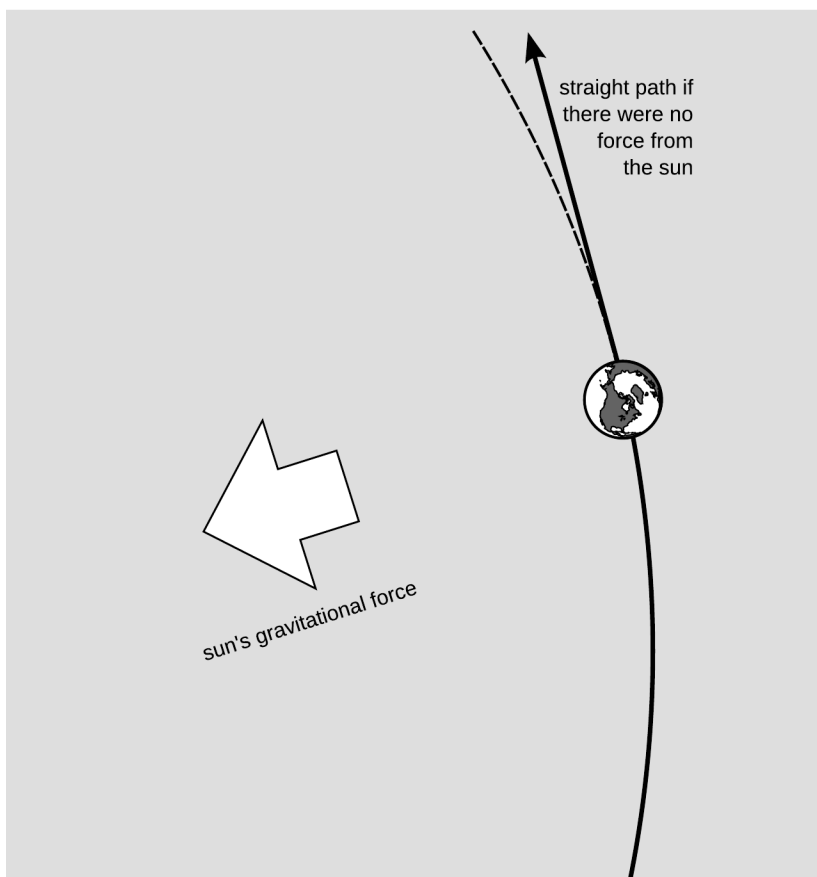 straight path if
there were no
force from
the sun
sun's gravitational force